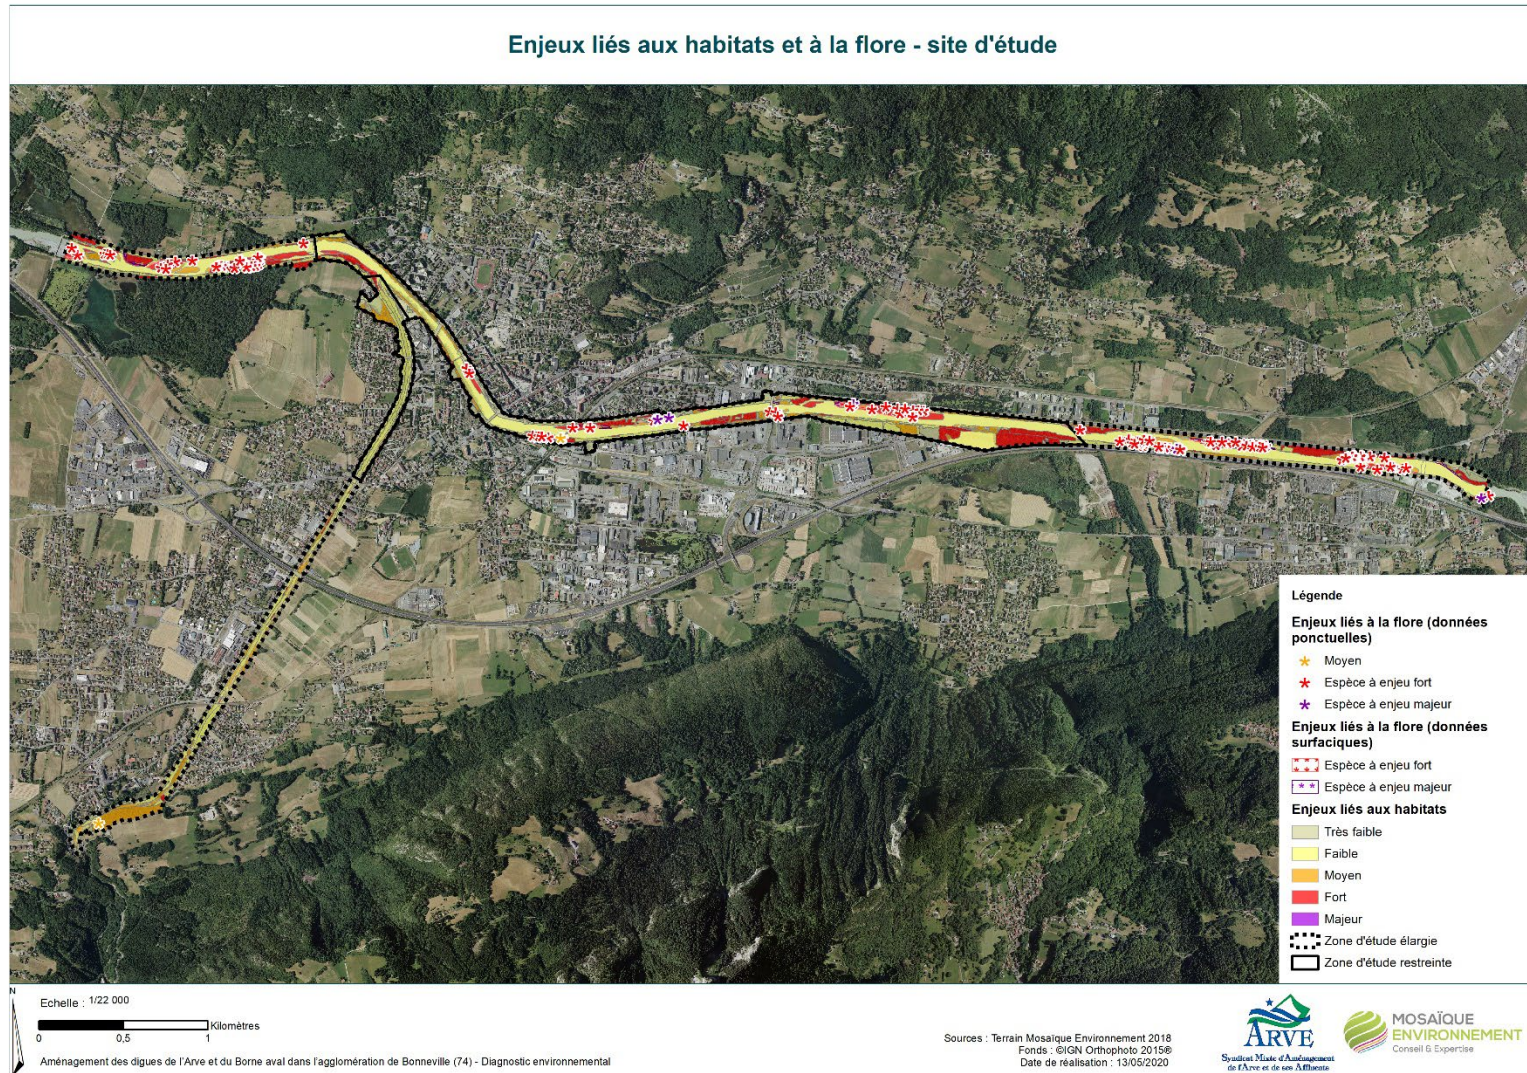 Enjeux liés aux habitats et à la flore - site d'étude
Légende
Enjeux liés à la flore (données
ponctuelles)
Moyen
Espèce à enjeu fort
Espèce à enjeu majeur
Enjeux liés à la flore (données
surfaciques)
Espèce à enjeu fort
Espèce à enjeu majeur
Enjeux liés aux habitats
Très faible
Faible
Moyen
Fort
Majeur
Zone d'étude élargie
Zone d'étude restreinte
N
Echelle : 1/22 000
Kilomètres
0 0,5 1
Aménagement des digues de l'Arve et du Borne aval dans l'agglomération de Bonneville (74) - Diagnostic environnemental
Sources : Terrain Mosaïque Environnement 2018
Fonds : ©IGN Orthophoto 2015®
Date de réalisation : 13/05/2020
ARVE
Syndicat Mixte d'Aménagement
de l'Arve et de ses Affluents
MOSAÏQUE
ENVIRONNEMENT
Conseil & Expertise